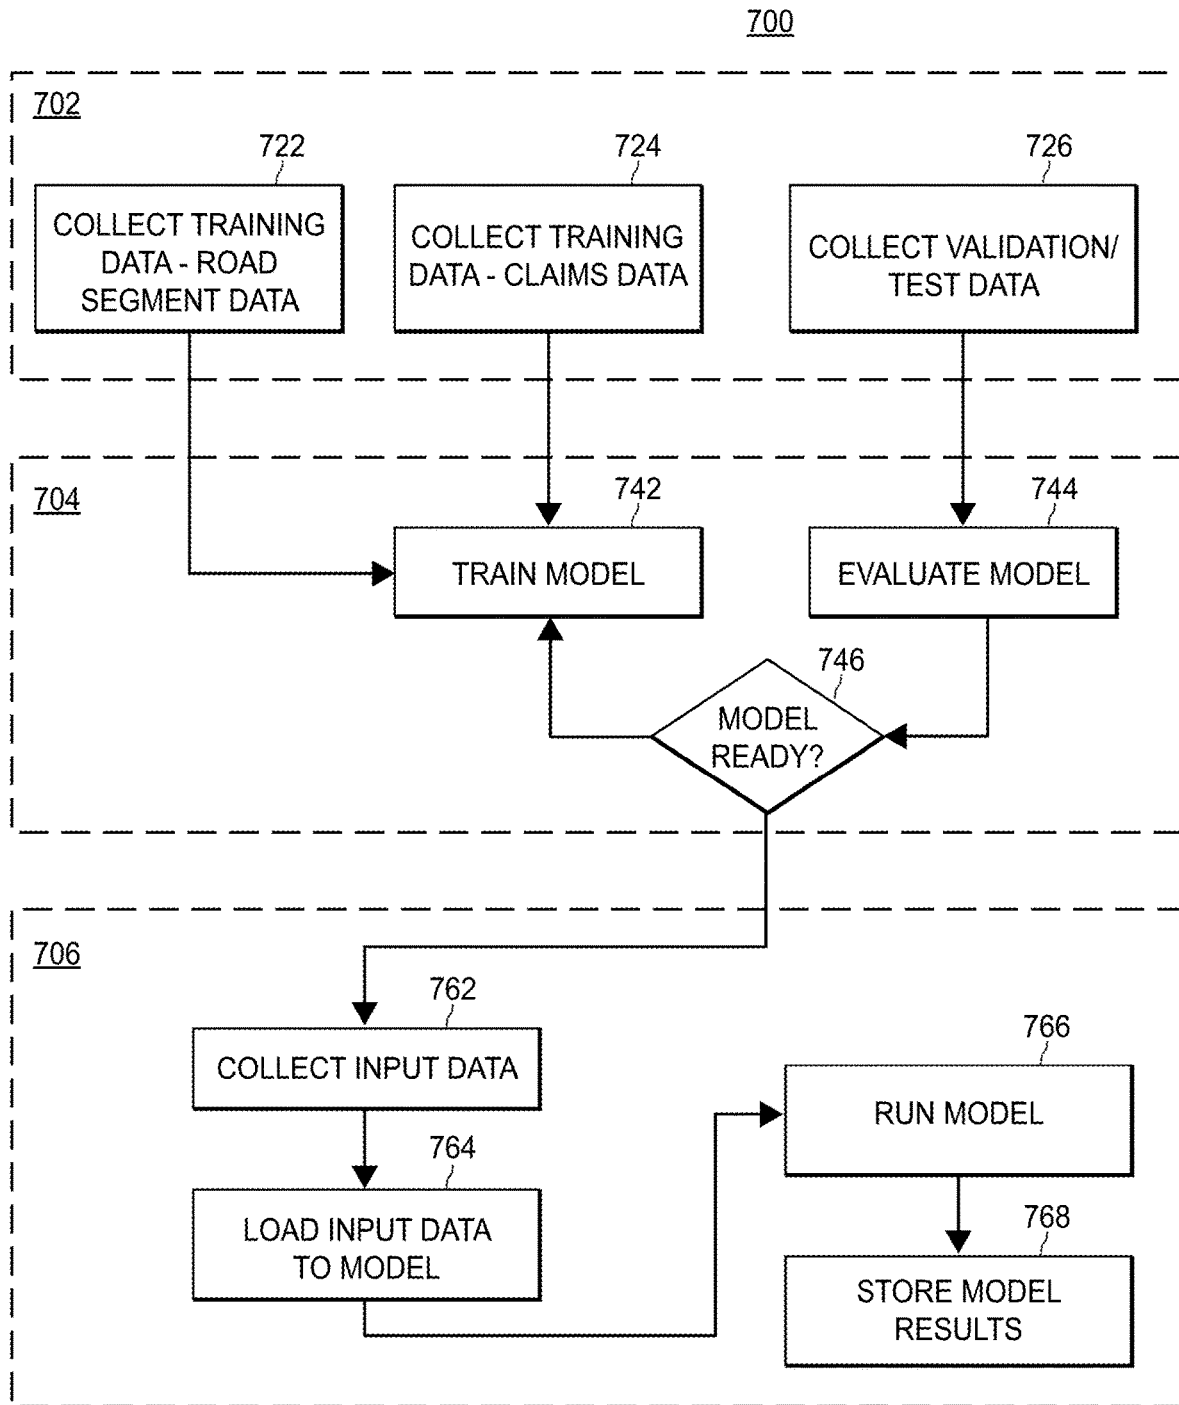 700
702
722
724
726
COLLECT TRAINING
DATA - ROAD
SEGMENT DATA
COLLECT TRAINING
DATA - CLAIMS DATA
COLLECT VALIDATION/
TEST DATA
704
742
744
TRAIN MODEL
EVALUATE MODEL
746
MODEL
READY?
706
762
COLLECT INPUT DATA
764
LOAD INPUT DATA
TO MODEL
766
RUN MODEL
768
STORE MODEL
RESULTS